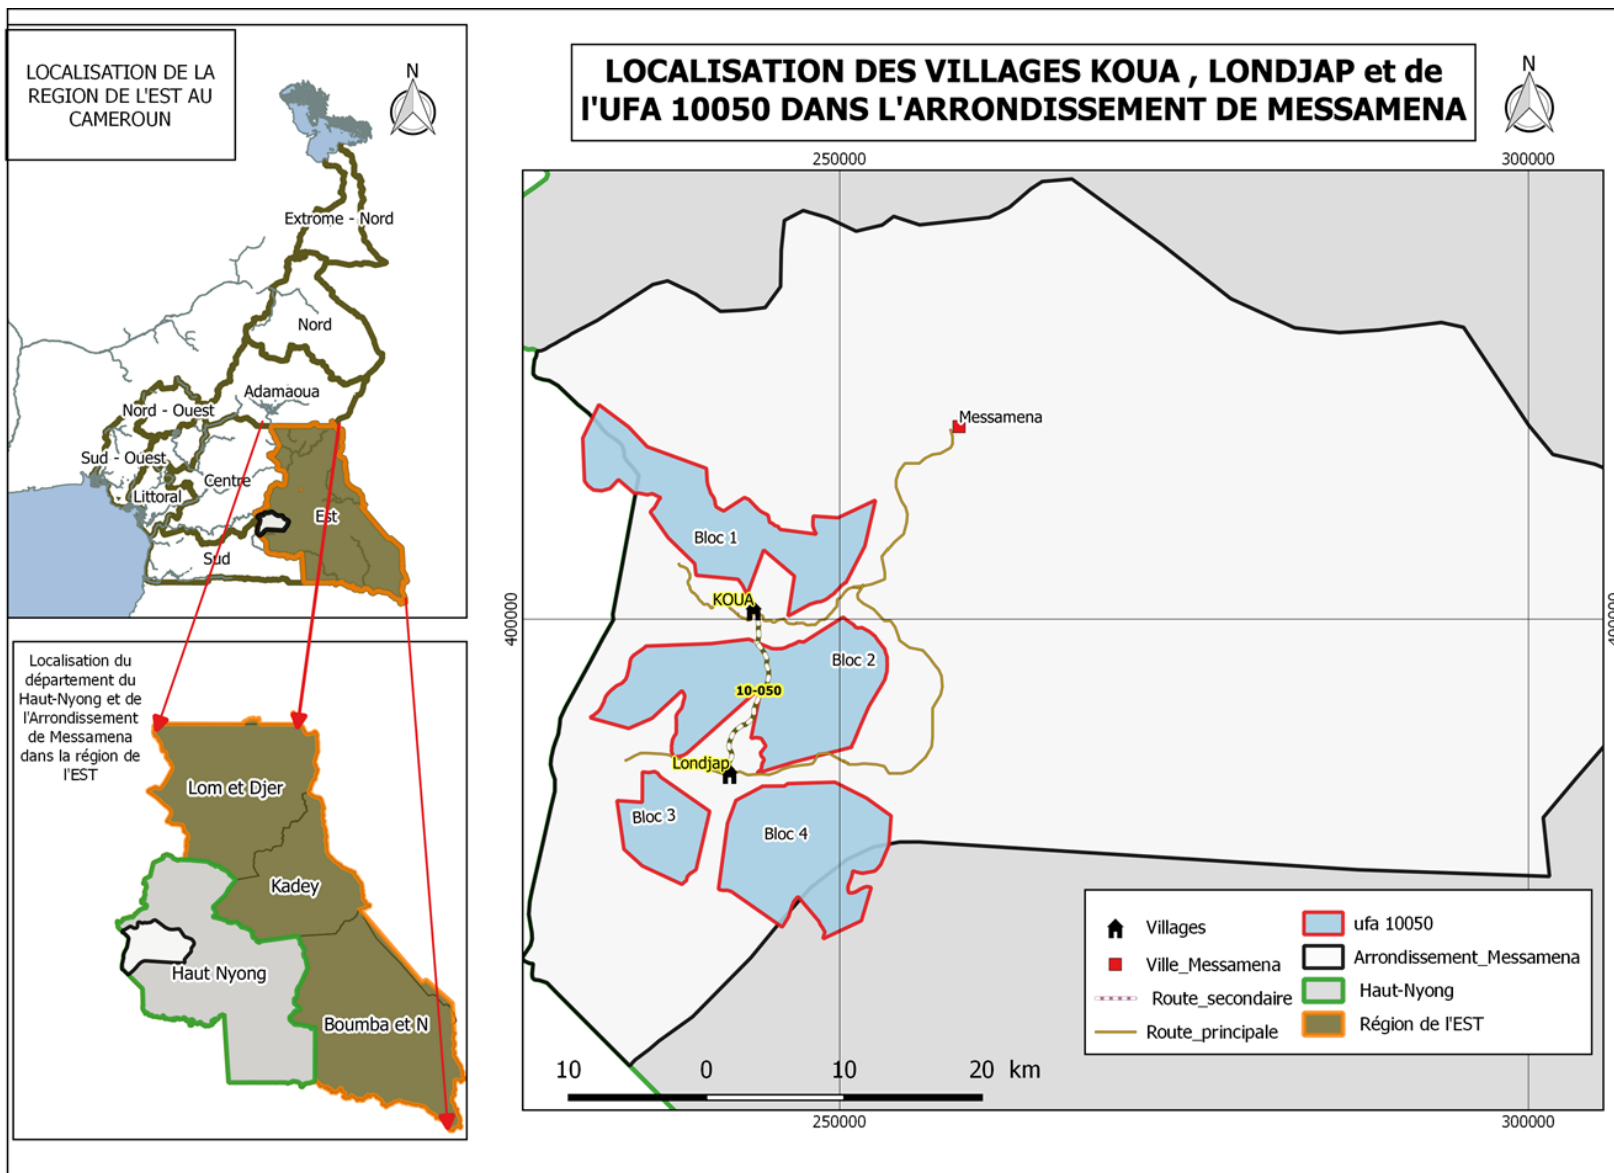 LOCALISATION DE LA
REGION DE L'EST AU
CAMEROUN
N
Extrome - Nord
Nord
Adamaoua
Nord - Ouest
Sud - Ouest
Centre
Littoral
Est
Sud
Localisation du
département du
Haut-Nyong et de
l'Arrondissement
de Messamena
dans la région de
l'EST
Lom et Djer
Kadey
Haut Nyong
Boumba et N
LOCALISATION DES VILLAGES KOUA , LONDJAP et de
l'UFA 10050 DANS L'ARRONDISSEMENT DE MESSAMENA
N
250000
300000
Messamena
Bloc 1
KOUA
400000
400000
Bloc 2
10-050
Londjap
Bloc 3
Bloc 4
Villages
Ville_Messamena
Route_secondaire
Route_principale
ufa 10050
Arrondissement_Messamena
Haut-Nyong
Région de l'EST
10 0 10 20 km
250000
300000